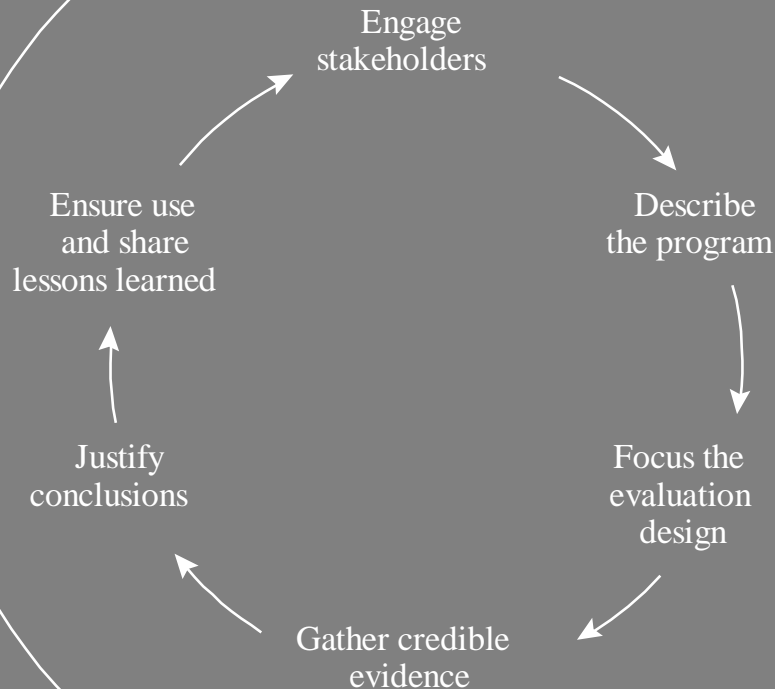 Engage
stakeholders
Describe
the program
Focus the
evaluation
design
Gather credible
evidence
Justify
conclusions
Ensure use
and share
lessons learned